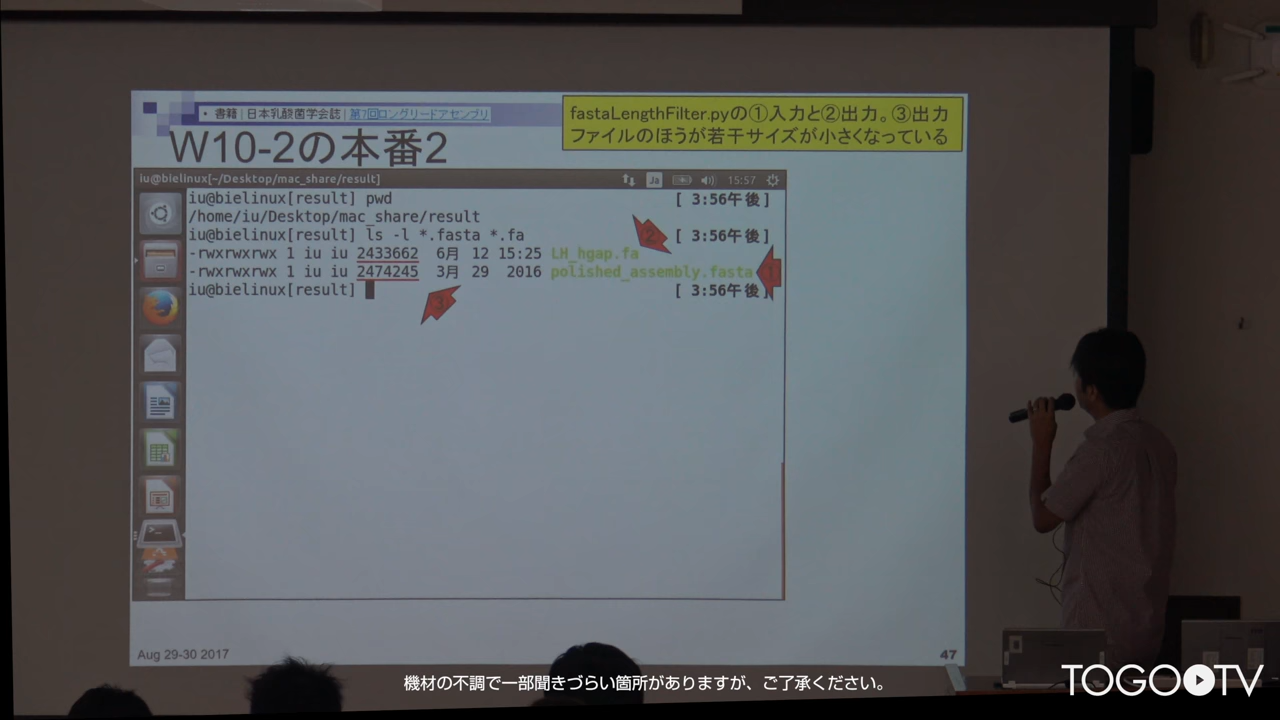 • 書籍 | 日本乳酸菌学会誌 | 第7回ロングリードアセンブリ
fastaLengthFilter.pyの①入力と②出力。③出力
ファイルのほうが若干サイズが小さくなっている
W10-2の本番2
iu@bielinux[~/Desktop/mac_share/result]
Ja
15:57
iu@bielinux[result] pwd [ 3:56午後]
/home/iu/Desktop/mac_share/result
iu@bielinux[result] ls -l *.fasta *.fa [ 3:56午後]
-rwxrwxrwx 1 iu iu 2433662 6月 12 15:25 LH_hgap.fa
-rwxrwxrwx 1 iu iu 2474245 3月 29 2016 polished_assembly.fasta
iu@bielinux[result] [ 3:56午後]
②
①
③
Aug 29-30 2017
47
機材の不調で一部聞きづらい箇所がありますが、ご了承ください。
TOGOTV